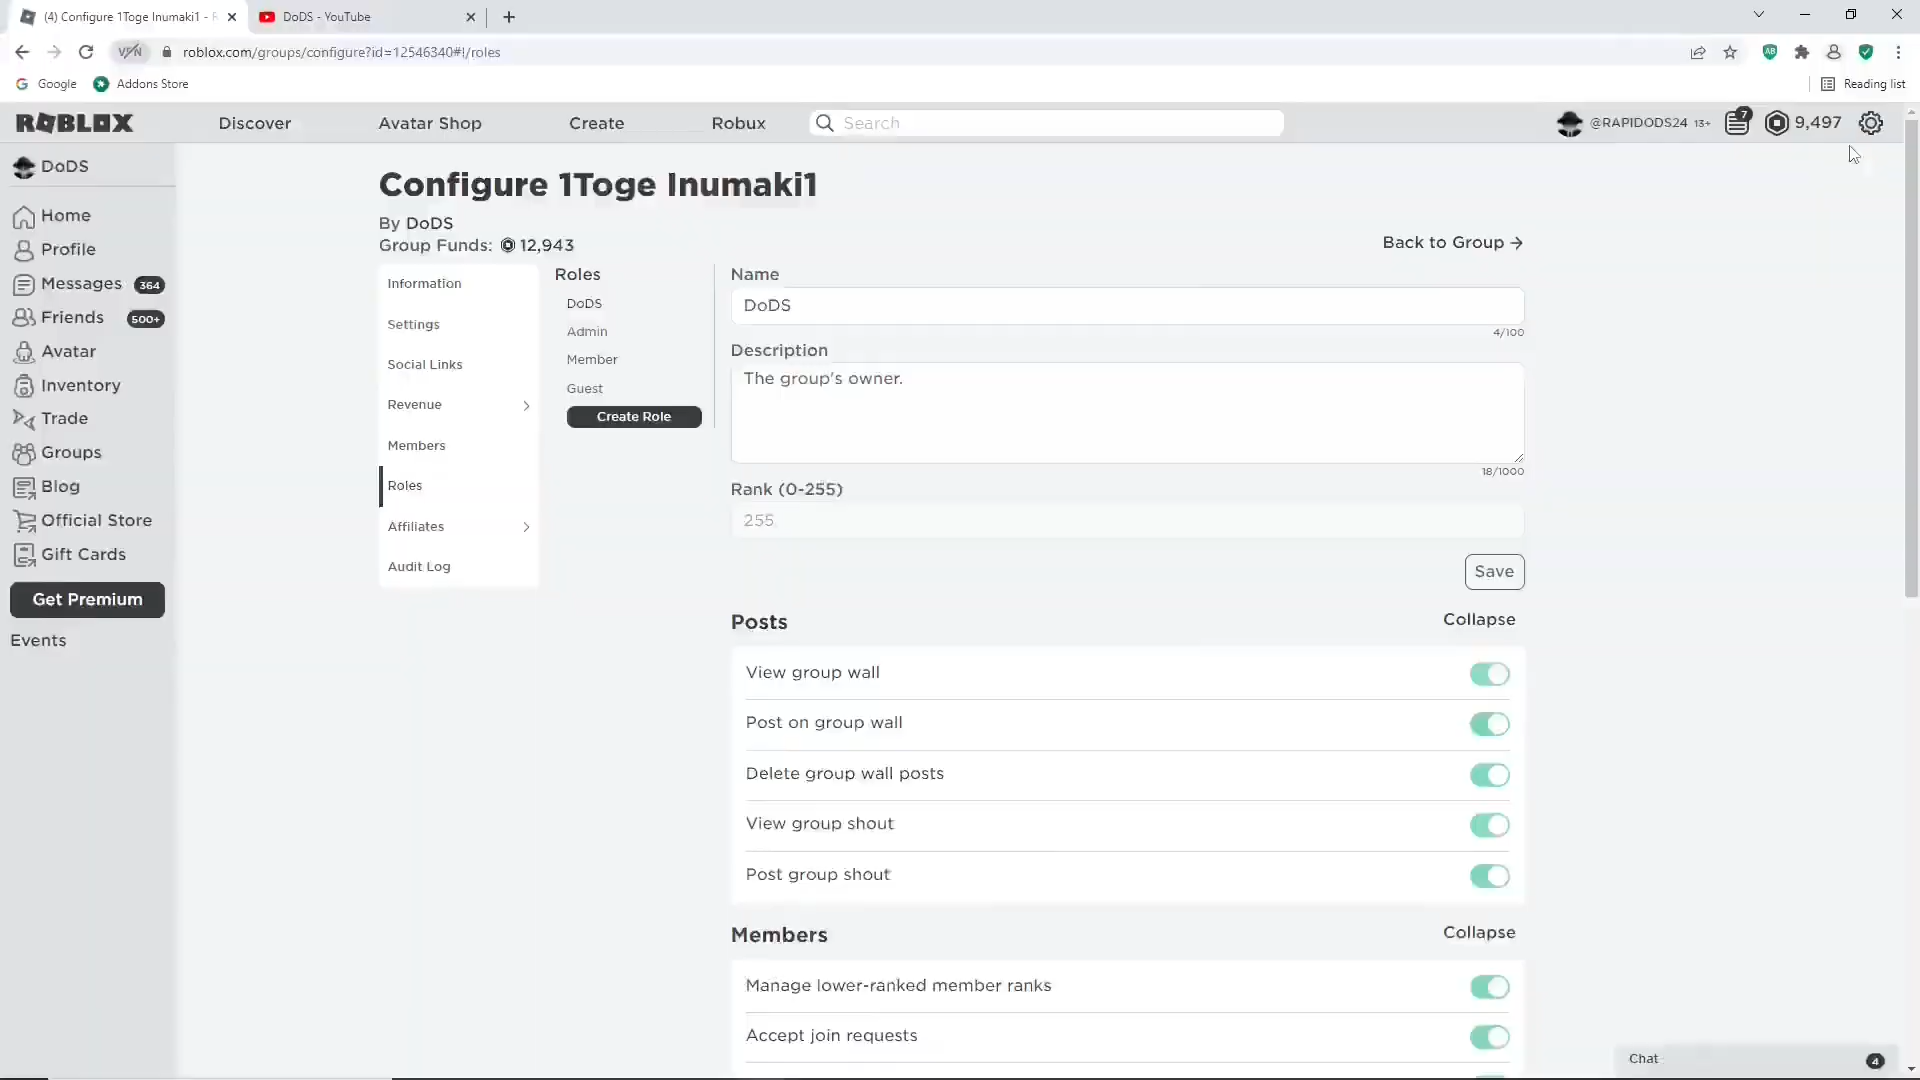 (4) Configure 1Toge Inumaki1 - R
DoDS - YouTube
VPN
roblox.com/groups/configure?id=12546340#!/roles
Google
Addons Store
Reading list
ROBLOX
Discover
Avatar Shop
Create
Robux
Search
@RAPIDODS24 13+
7
9,497
DoDS
Home
Profile
Messages 364
Friends 500+
Avatar
Inventory
Trade
Groups
Blog
Official Store
Gift Cards
Get Premium
Events
Configure 1Toge Inumaki1
By DoDS
Group Funds: 12,943
Back to Group →
Information
Settings
Social Links
Revenue
Members
Roles
Affiliates
Audit Log
Roles
DoDS
Admin
Member
Guest
Create Role
Name
DoDS
4/100
Description
The group's owner.
18/1000
Rank (0-255)
255
Save
Posts
Collapse
View group wall
Post on group wall
Delete group wall posts
View group shout
Post group shout
Members
Collapse
Manage lower-ranked member ranks
Accept join requests
Chat
4